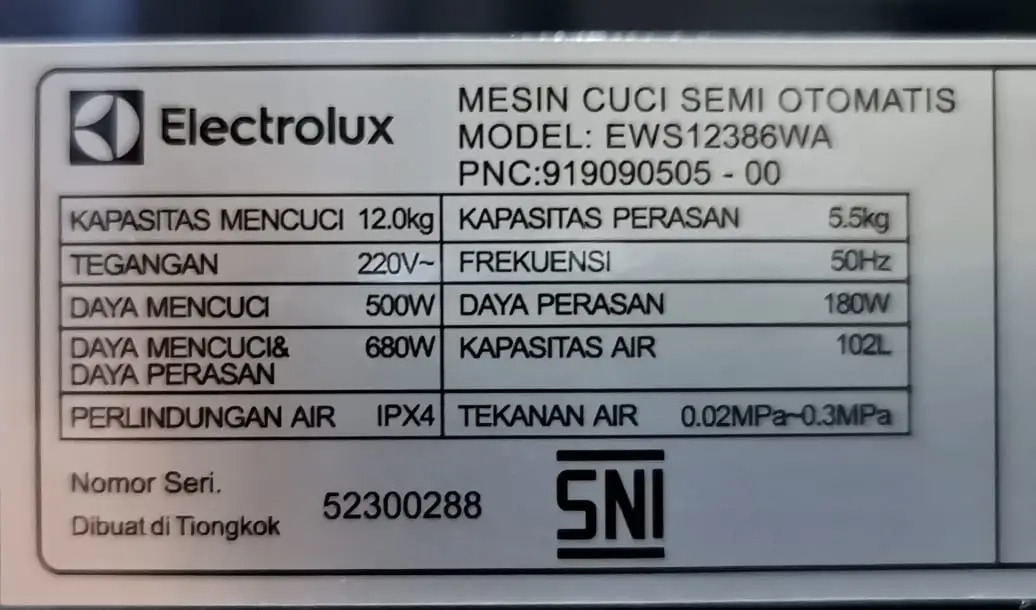 Electrolux
MESIN CUCI SEMI OTOMATIS
MODEL: EWS12386WA
PNC:919090505 - 00
KAPASITAS MENCUCI 12.0kg KAPASITAS PERASAN 5.5kg
TEGANGAN 220V~ FREKUENSI 50Hz
DAYA MENCUCI 500W DAYA PERASAN 180W
DAYA MENCUCI& 680W KAPASITAS AIR 102L
DAYA PERASAN
PERLINDUNGAN AIR IPX4 TEKANAN AIR 0.02MPa~0.3MPa
Nomor Seri.
52300288
Dibuat di Tiongkok
SNI